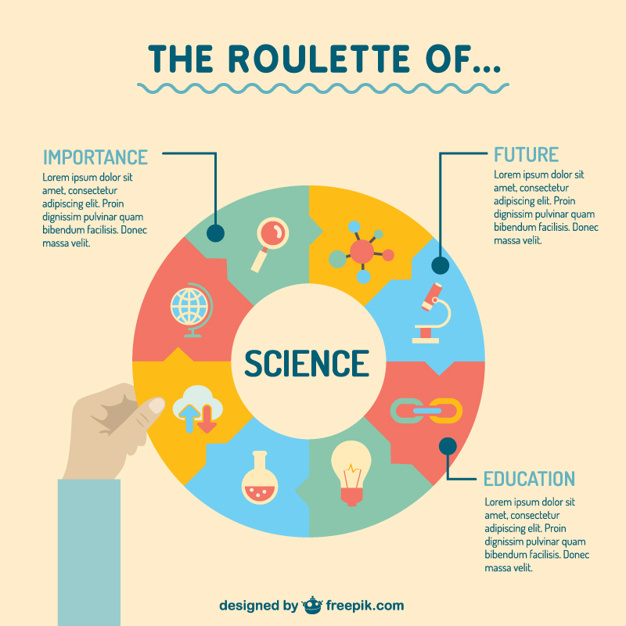 THE ROULETTE OF...
IMPORTANCE
Lorem ipsum dolor sit
amet, consectetur
adipiscing elit. Proin
dignissim pulvinar quam
bibendum facilisis. Donec
massa velit.
FUTURE
Lorem ipsum dolor sit
amet, consectetur
adipiscing elit. Proin
dignissim pulvinar quam
bibendum facilisis. Donec
massa velit.
SCIENCE
EDUCATION
Lorem ipsum dolor sit
amet, consectetur
adipiscing elit. Proin
dignissim pulvinar quam
bibendum facilisis. Donec
massa velit.
designed by freepik.com